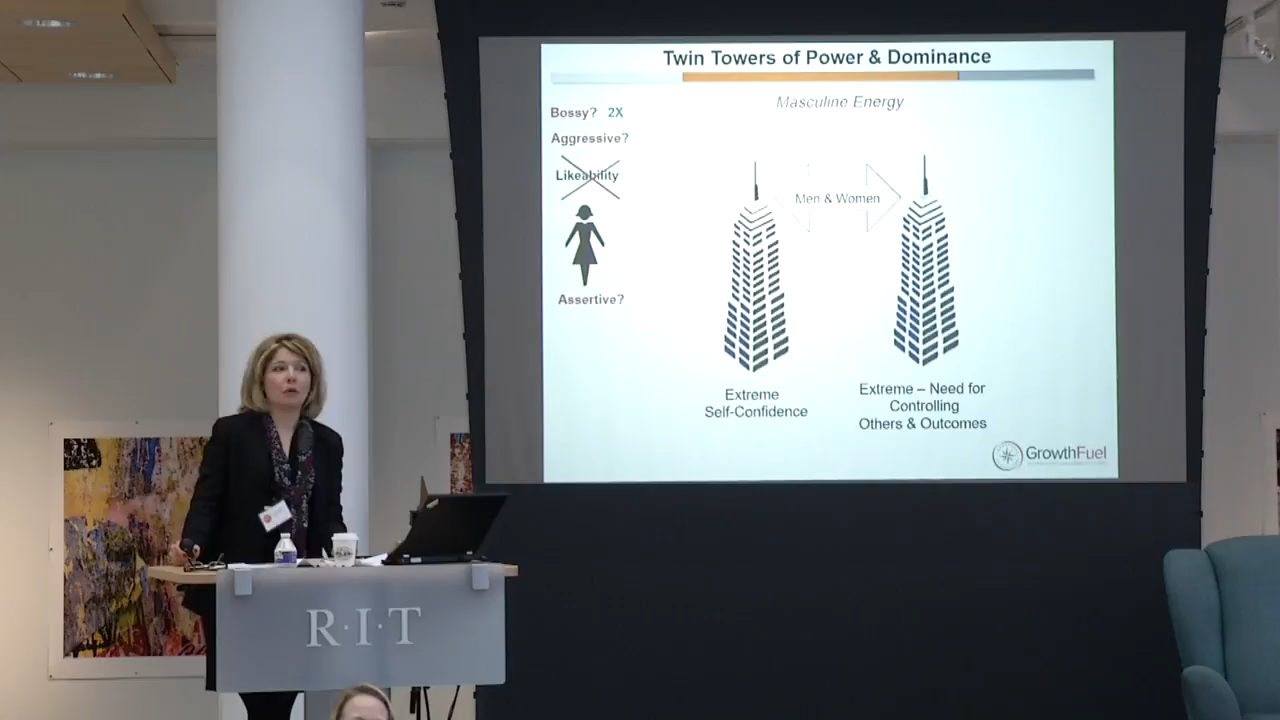 Twin Towers of Power & Dominance
Masculine Energy
Bossy? 2X
Aggressive?
Likeability
Assertive?
Men & Women
Extreme
Self-Confidence
Extreme – Need for
Controlling
Others & Outcomes
GrowthFuel
R·I·T